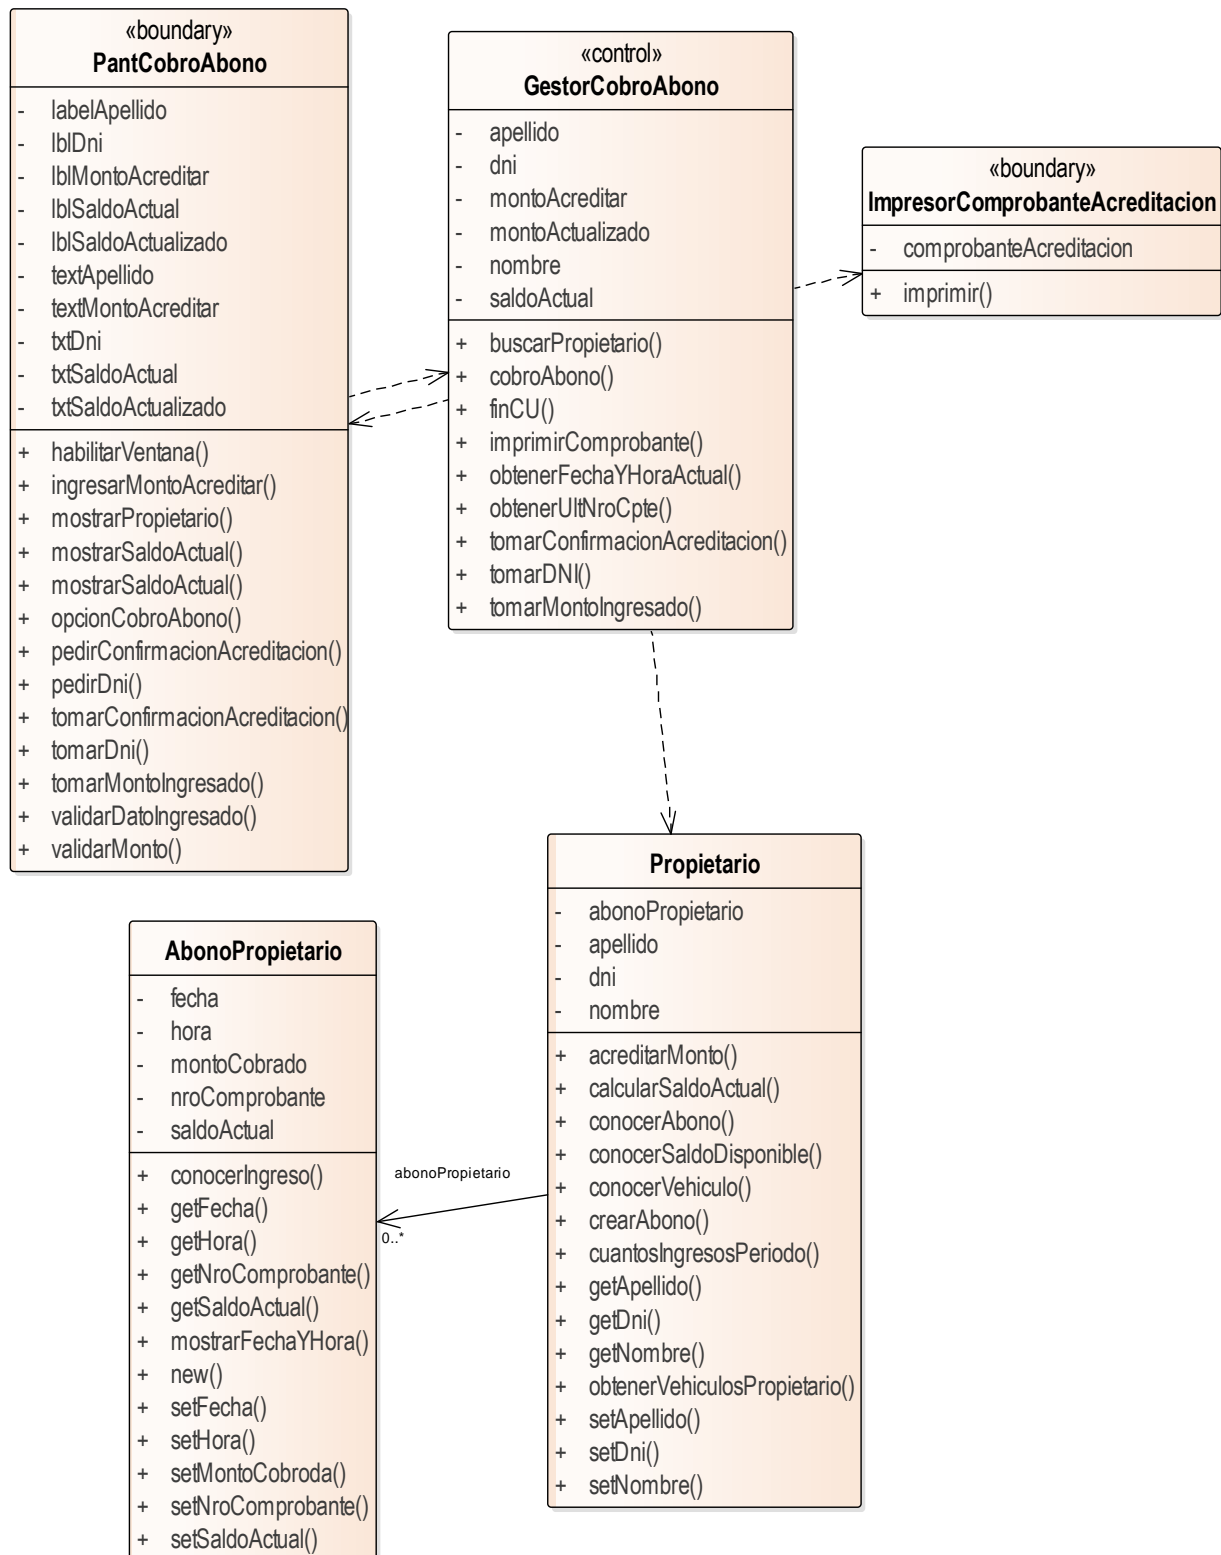 «boundary»
PantCobroAbono
- labelApellido
- lblDni
- lblMontoAcreditar
- lblSaldoActual
- lblSaldoActualizado
- textApellido
- textMontoAcreditar
- txtDni
- txtSaldoActual
- txtSaldoActualizado
+ habilitarVentana()
+ ingresarMontoAcreditar()
+ mostrarPropietario()
+ mostrarSaldoActual()
+ mostrarSaldoActual()
+ opcionCobroAbono()
+ pedirConfirmacionAcreditacion()
+ pedirDni()
+ tomarConfirmacionAcreditacion()
+ tomarDni()
+ tomarMontoIngresado()
+ validarDatoIngresado()
+ validarMonto()
«control»
GestorCobroAbono
- apellido
- dni
- montoAcreditar
- montoActualizado
- nombre
- saldoActual
+ buscarPropietario()
+ cobroAbono()
+ finCU()
+ imprimirComprobante()
+ obtenerFechaYHoraActual()
+ obtenerUltNroCpte()
+ tomarConfirmacionAcreditacion()
+ tomarDNI()
+ tomarMontoIngresado()
«boundary»
ImpresorComprobanteAcreditacion
- comprobanteAcreditacion
+ imprimir()
Propietario
- abonoPropietario
- apellido
- dni
- nombre
+ acreditarMonto()
+ calcularSaldoActual()
+ conocerAbono()
+ conocerSaldoDisponible()
+ conocerVehiculo()
+ crearAbono()
+ cuantosIngresosPeriodo()
+ getApellido()
+ getDni()
+ getNombre()
+ obtenerVehiculosPropietario()
+ setApellido()
+ setDni()
+ setNombre()
AbonoPropietario
- fecha
- hora
- montoCobrado
- nroComprobante
- saldoActual
+ conocerIngreso()
+ getFecha()
+ getHora()
+ getNroComprobante()
+ getSaldoActual()
+ mostrarFechaYHora()
+ new()
+ setFecha()
+ setHora()
+ setMontoCobroda()
+ setNroComprobante()
+ setSaldoActual()
abonoPropietario
0..*